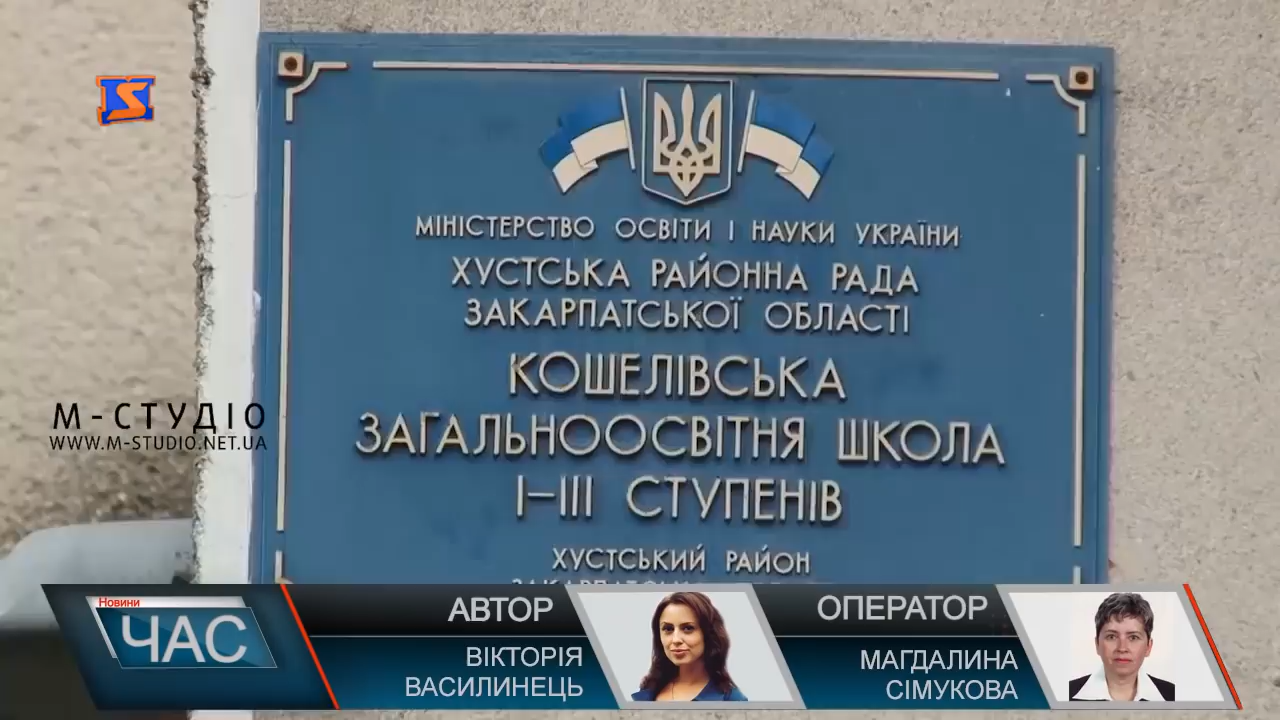 МІНІСТЕРСТВО ОСВІТИ І НАУКИ УКРАЇНИ
ХУСТСЬКА РАЙОННА РАДА
ЗАКАРПАТСЬКОЇ ОБЛАСТІ
КОШЕЛІВСЬКА
ЗАГАЛЬНООСВІТНЯ ШКОЛА
І–ІІІ СТУПЕНІВ
ХУСТСЬКИЙ РАЙОН
М-СТУДІО
WWW.M-STUDIO.NET.UA
Новини
ЧАС
АВТОР
ВІКТОРІЯ
ВАСИЛИНЕЦЬ
ОПЕРАТОР
МАГДАЛИНА
СІМУКОВА